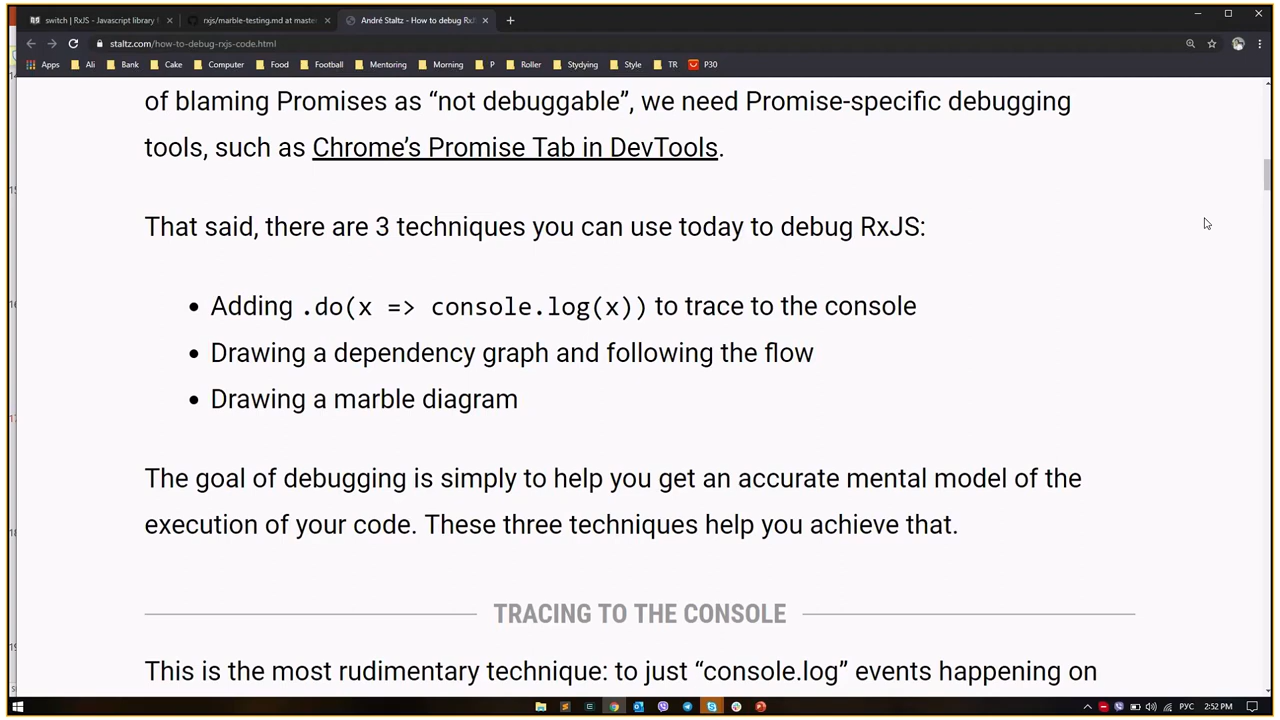 switch | RxJS - Javascript library f
rxjs/marble-testing.md at master
André Staltz - How to debug RxJ
staltz.com/how-to-debug-rxjs-code.html
Apps Ali Bank Cake Computer Food Football Mentoring Morning P Roller Studying Style TR P30
of blaming Promises as “not debuggable”, we need Promise-specific debugging
tools, such as Chrome’s Promise Tab in DevTools.
That said, there are 3 techniques you can use today to debug RxJS:
• Adding .do(x => console.log(x)) to trace to the console
• Drawing a dependency graph and following the flow
• Drawing a marble diagram
The goal of debugging is simply to help you get an accurate mental model of the
execution of your code. These three techniques help you achieve that.
TRACING TO THE CONSOLE
This is the most rudimentary technique: to just “console.log” events happening on
РУС 2:52 PM